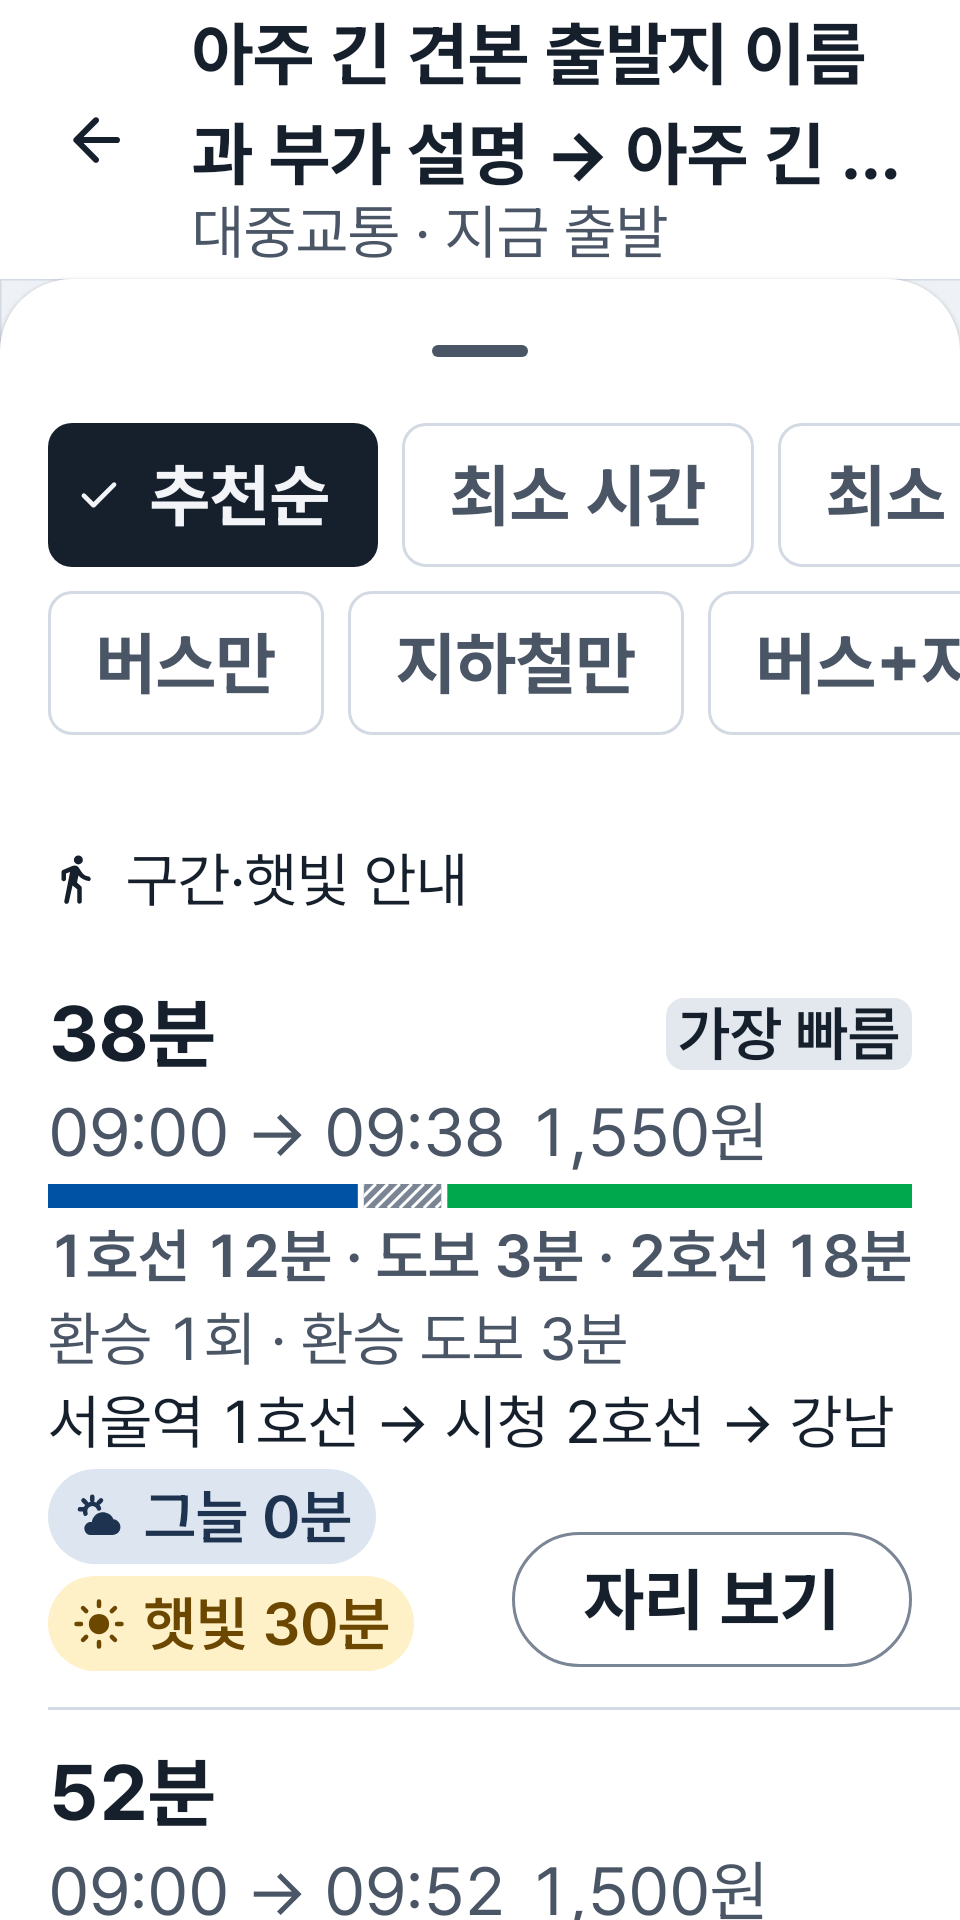 아주 긴 견본 출발지 이름
과 부가 설명 → 아주 긴 ...
대중교통 · 지금 출발
추천순 최소 시간 최소
버스만 지하철만 버스+지
구간·햇빛 안내
38분 가장 빠름
09:00 → 09:38 1,550원
1호선 12분 · 도보 3분 · 2호선 18분
환승 1회 · 환승 도보 3분
서울역 1호선 → 시청 2호선 → 강남
그늘 0분
햇빛 30분
자리 보기
52분
09:00 → 09:52 1,500원